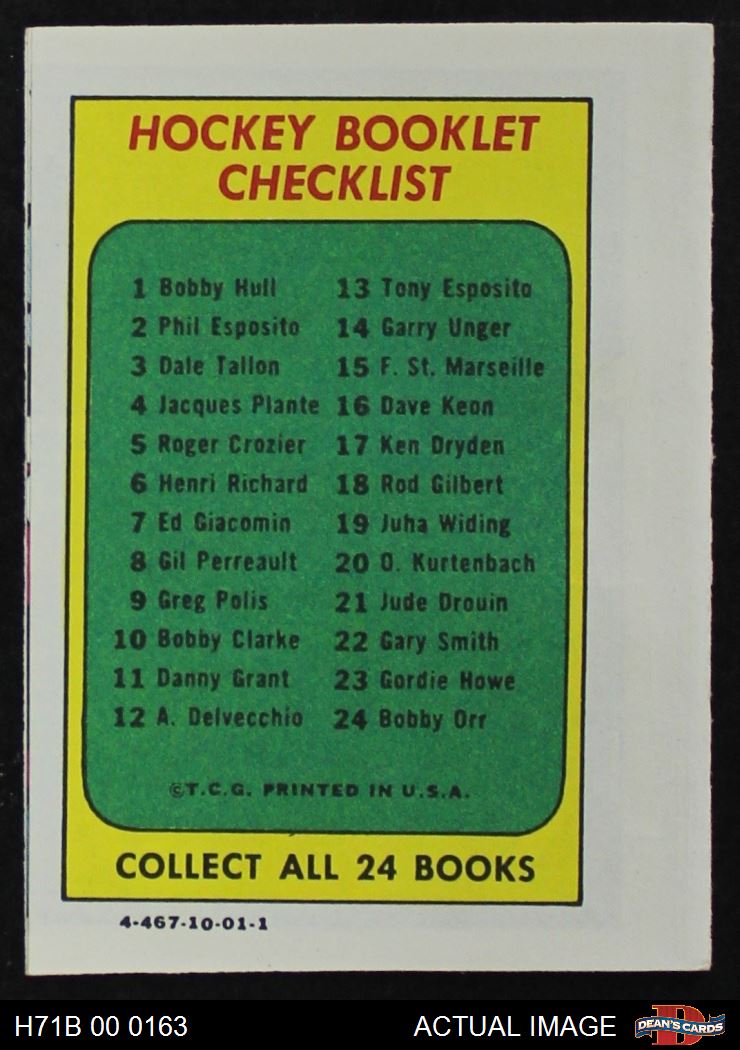 HOCKEY BOOKLET
CHECKLIST
1 Bobby Hull
2 Phil Esposito
3 Dale Tallon
4 Jacques Plante
5 Roger Crozier
6 Henri Richard
7 Ed Giacomin
8 Gil Perreault
9 Greg Polis
10 Bobby Clarke
11 Danny Grant
12 A. Delvecchio
13 Tony Esposito
14 Garry Unger
15 F. St. Marseille
16 Dave Keon
17 Ken Dryden
18 Rod Gilbert
19 Juha Widing
20 O. Kurtenbach
21 Jude Drouin
22 Gary Smith
23 Gordie Howe
24 Bobby Orr
©T.C.G. PRINTED IN U.S.A.
COLLECT ALL 24 BOOKS
4-467-10-01-1
H71B 00 0163
ACTUAL IMAGE
D
DEAN'S CARDS